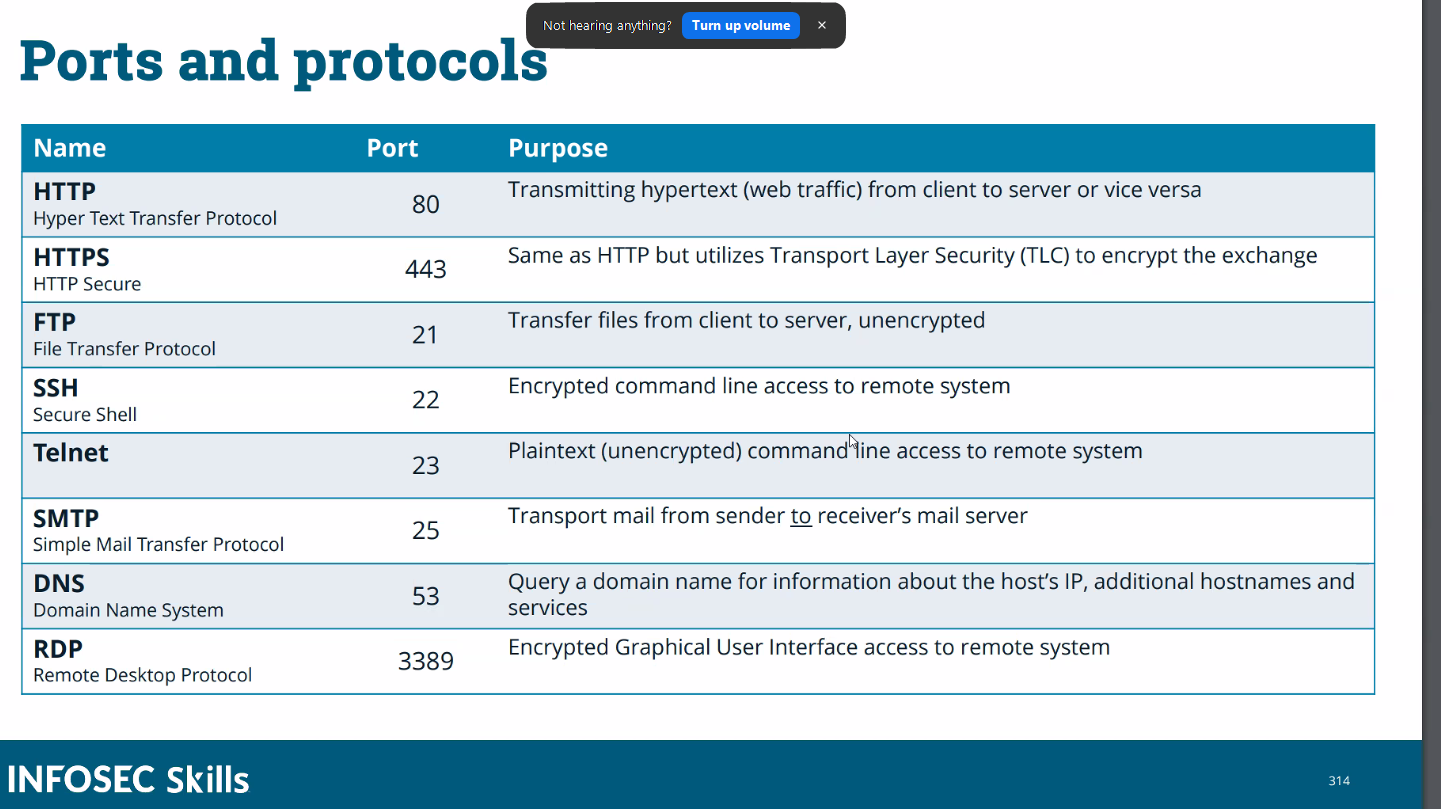 Not hearing anything? Turn up volume ×
Ports and protocols
Name Port Purpose
HTTP
Hyper Text Transfer Protocol
80
Transmitting hypertext (web traffic) from client to server or vice versa
HTTPS
HTTP Secure
443
Same as HTTP but utilizes Transport Layer Security (TLC) to encrypt the exchange
FTP
File Transfer Protocol
21
Transfer files from client to server, unencrypted
SSH
Secure Shell
22
Encrypted command line access to remote system
Telnet
23
Plaintext (unencrypted) command line access to remote system
SMTP
Simple Mail Transfer Protocol
25
Transport mail from sender to receiver’s mail server
DNS
Domain Name System
53
Query a domain name for information about the host’s IP, additional hostnames and
services
RDP
Remote Desktop Protocol
3389
Encrypted Graphical User Interface access to remote system
INFOSEC Skills
314